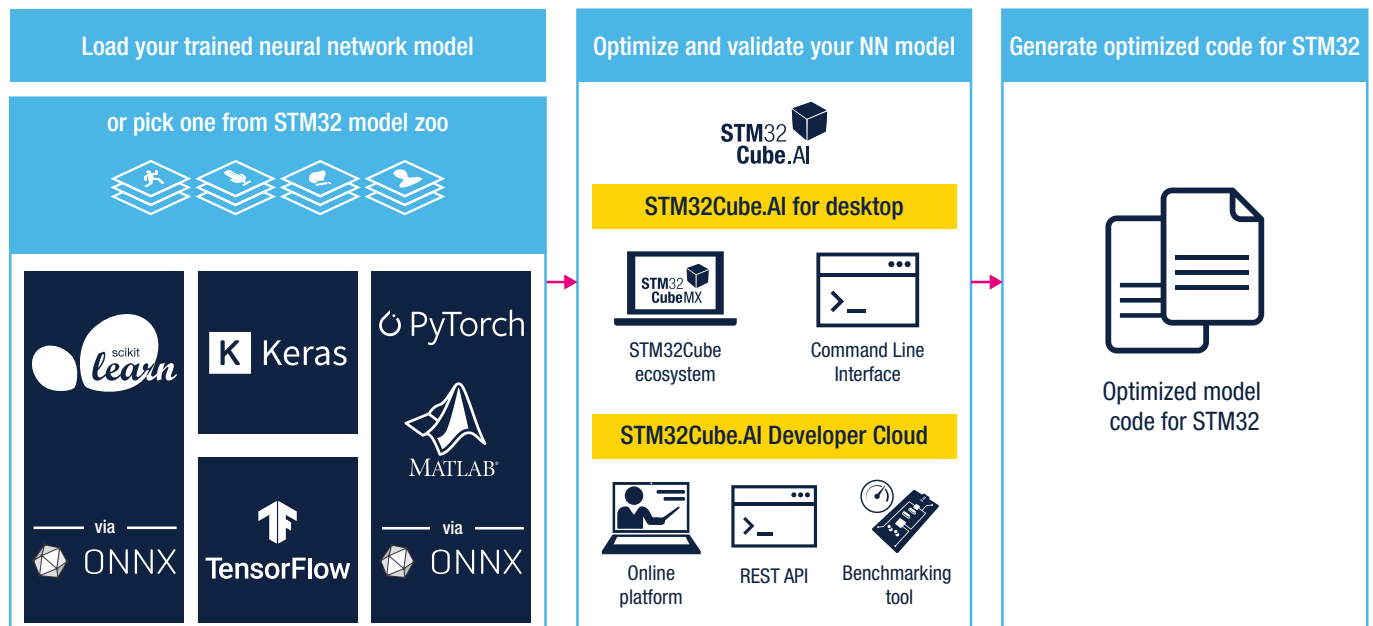 Load your trained neural network model
or pick one from STM32 model zoo
scikit
learn
via
ONNX
K Keras
TensorFlow
PyTorch
MATLAB®
via
ONNX
Optimize and validate your NN model
STM32
Cube.AI
STM32Cube.AI for desktop
STM32
CubeMX
STM32Cube
ecosystem
>_
Command Line
Interface
STM32Cube.AI Developer Cloud
Online
platform
>_
REST API
Benchmarking
tool
Generate optimized code for STM32
Optimized model
code for STM32